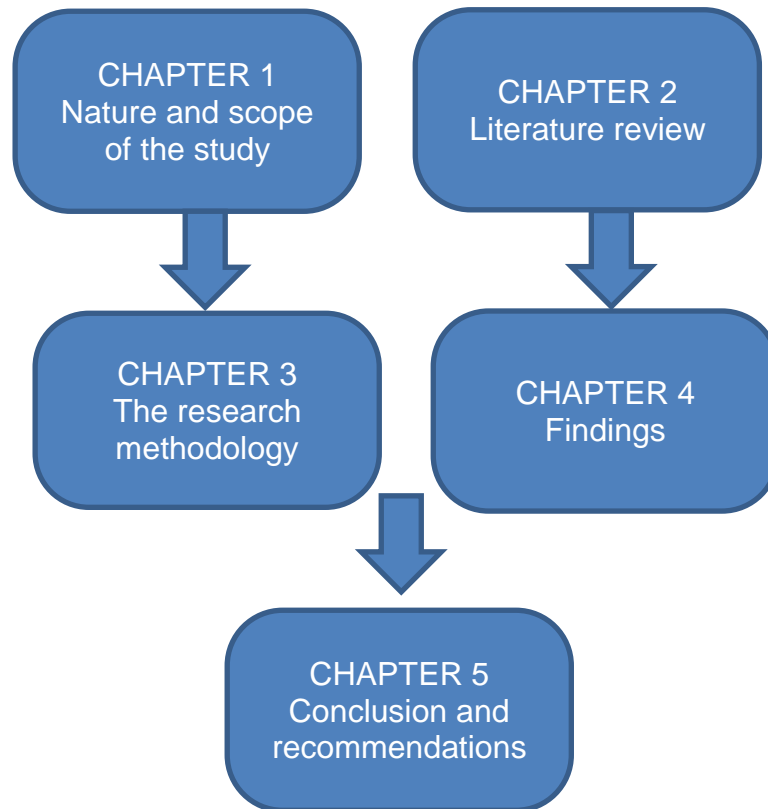 CHAPTER 1
Nature and scope
of the study
CHAPTER 2
Literature review
CHAPTER 3
The research
methodology
CHAPTER 4
Findings
CHAPTER 5
Conclusion and
recommendations